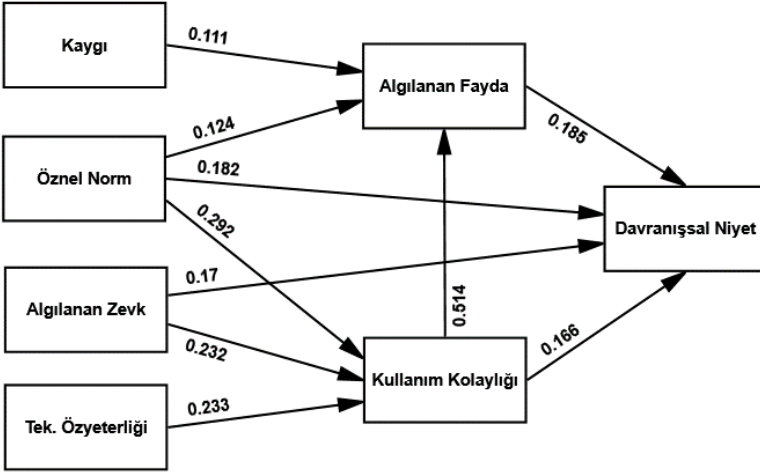 Kaygı
0.111
Algılanan Fayda
0.124
0.185
Öznel Norm
0.182
0.292
Davranışsal Niyet
0.17
Algılanan Zevk
0.514
0.232
0.166
Kullanım Kolaylığı
0.233
Tek. Özyeterliği